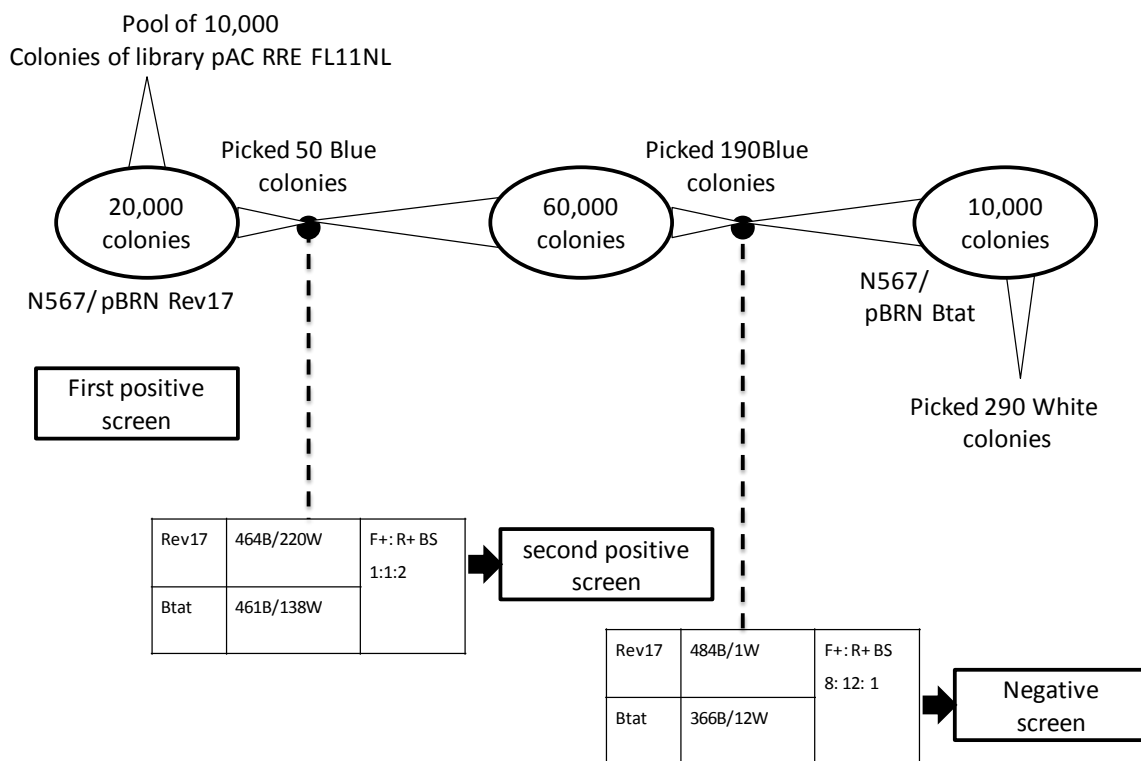 Pool of 10,000
Colonies of library pAC RRE FL11NL
Picked 50 Blue
colonies
Picked 190Blue
colonies
20,000
colonies
60,000
colonies
10,000
colonies
N567/ pBRN Rev17
N567/
pBRN Btat
First positive
screen
Picked 290 White
colonies
Rev17 464B/220W F+: R+ BS
1:1:2
Btat 461B/138W
second positive
screen
Rev17 484B/1W F+: R+ BS
8: 12: 1
Btat 366B/12W
Negative
screen